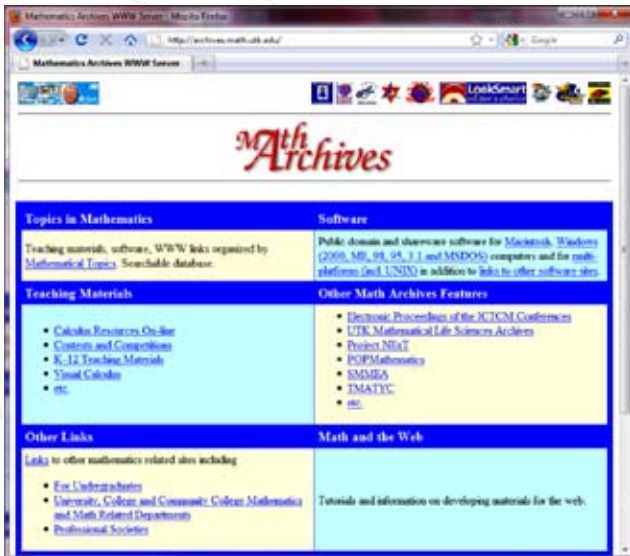 Mathematics Archives WWW Server - Mozilla Firefox
http://archives.math.utk.edu/
Google
Mathematics Archives WWW Server
LookSmart
Math
Archives
Topics in Mathematics
Software
Teaching materials, software, WWW links organized by
Mathematical Topics. Searchable database.
Public domain and shareware software for Macintosh, Windows
(2000, ME, 98, 95, 3.1 and MSDOS) computers and for multi-
platforms (incl. UNIX) in addition to links to other software sites.
Teaching Materials
Other Math Archives Features
• Calculus Resources On-line
• Contests and Competitions
• K-12 Teaching Materials
• Visual Calculus
• etc.
• Electronic Proceedings of the ICTCM Conferences
• UTK Mathematical Life Sciences Archives
• Project NExT
• POPMathematics
• SMMEA
• TMATYC
• etc.
Other Links
Math and the Web
Links to other mathematics related sites including
• For Undergraduates
• University, College and Community College Mathematics
and Math Related Departments
• Professional Societies
Tutorials and information on developing materials for the web.